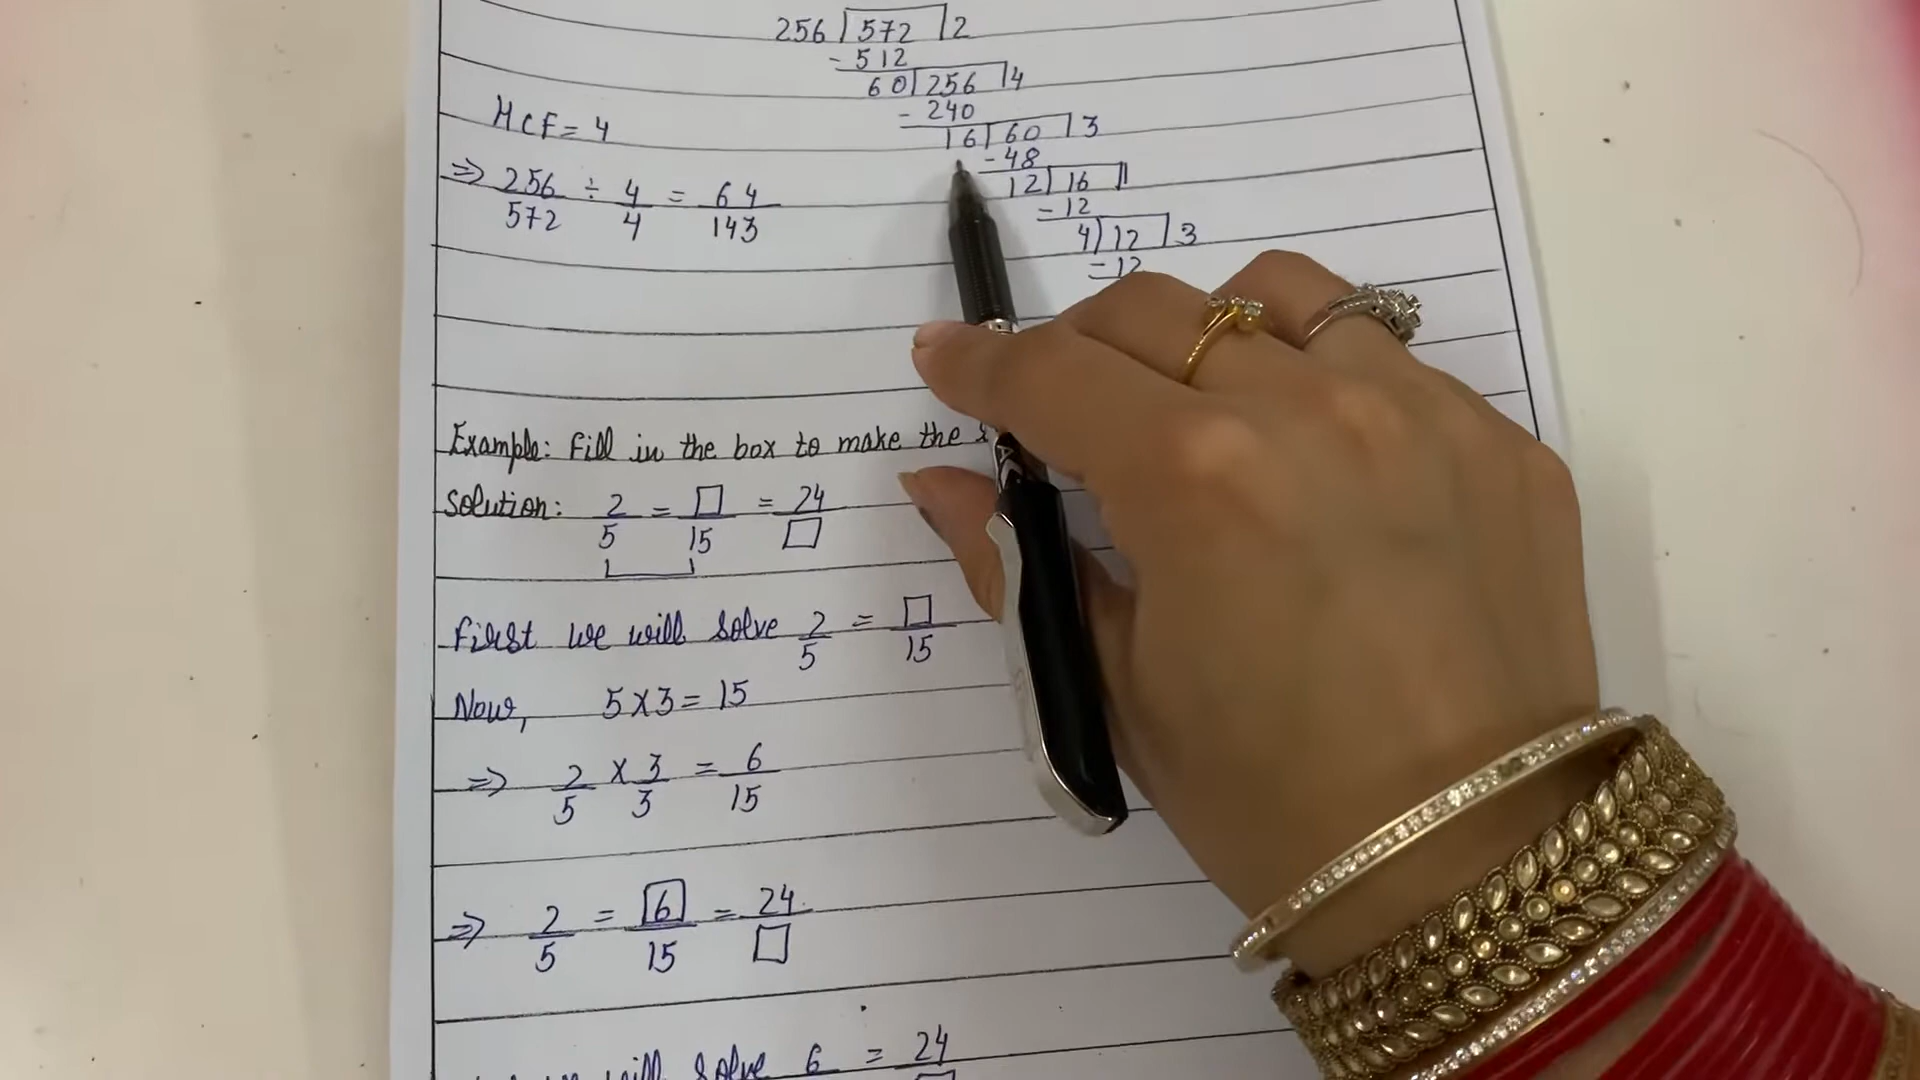 256 ) 572 ( 2
- 512
60 ) 256 ( 4
- 240
16 ) 60 ( 3
- 48
12 ) 16 ( 1
- 12
4 ) 12 ( 3
- 12
HCF = 4
⇒ 256/572 ÷ 4/4 = 64/143
Example: Fill in the box to make the
Solution: 2/5 = □/15 = 24/□
First we will solve 2/5 = □/15
Now, 5 x 3 = 15
⇒ 2/5 x 3/3 = 6/15
⇒ 2/5 = 6/15 = 24/□
will solve 6 = 24